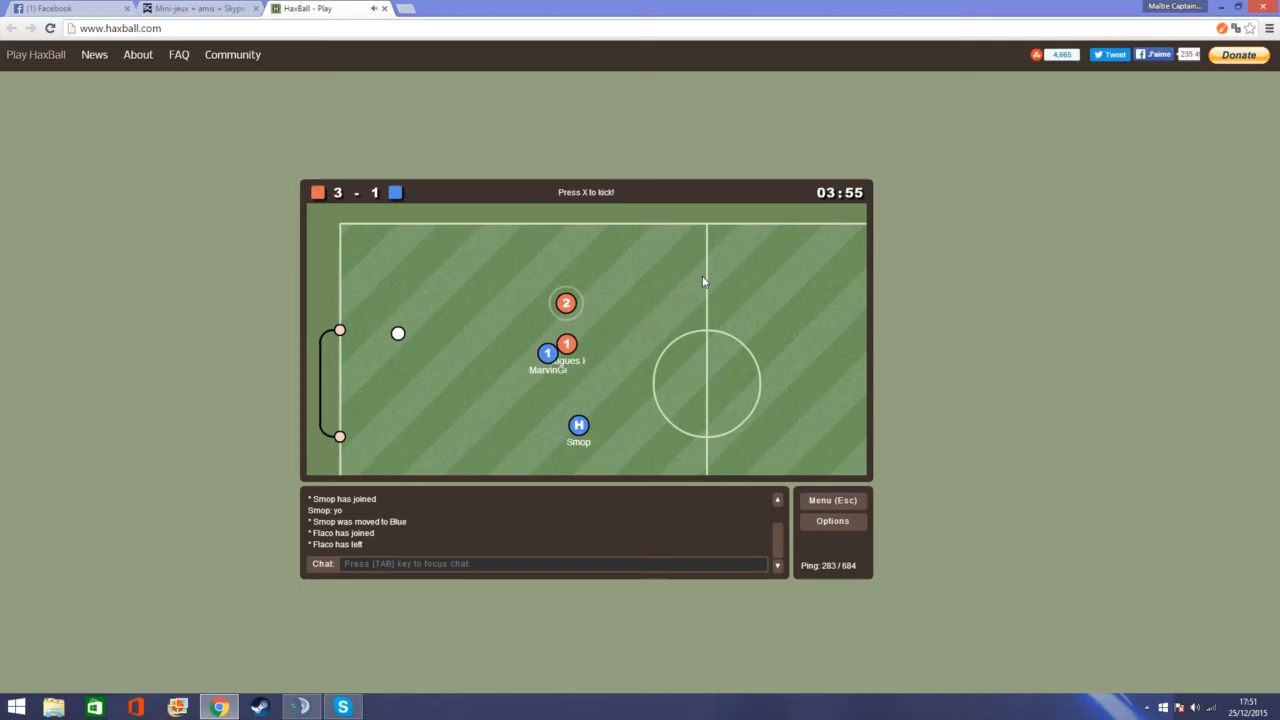 (1) Facebook
Mini-jeux + amis + Skype
HaxBall - Play
Maître Captain...
www.haxball.com
Play HaxBall News About FAQ Community
4,665 Tweet J'aime 235 Donate
3 - 1 Press X to kick! 03:55
2
1
1
MarvinGi
H
Smop
* Smop has joined
Smop: yo
* Smop was moved to Blue
* Flaco has joined
* Flaco has left
Chat: Press [TAB] key to focus chat.
Menu (Esc)
Options
Ping: 283 / 684
17:51
25/12/2015